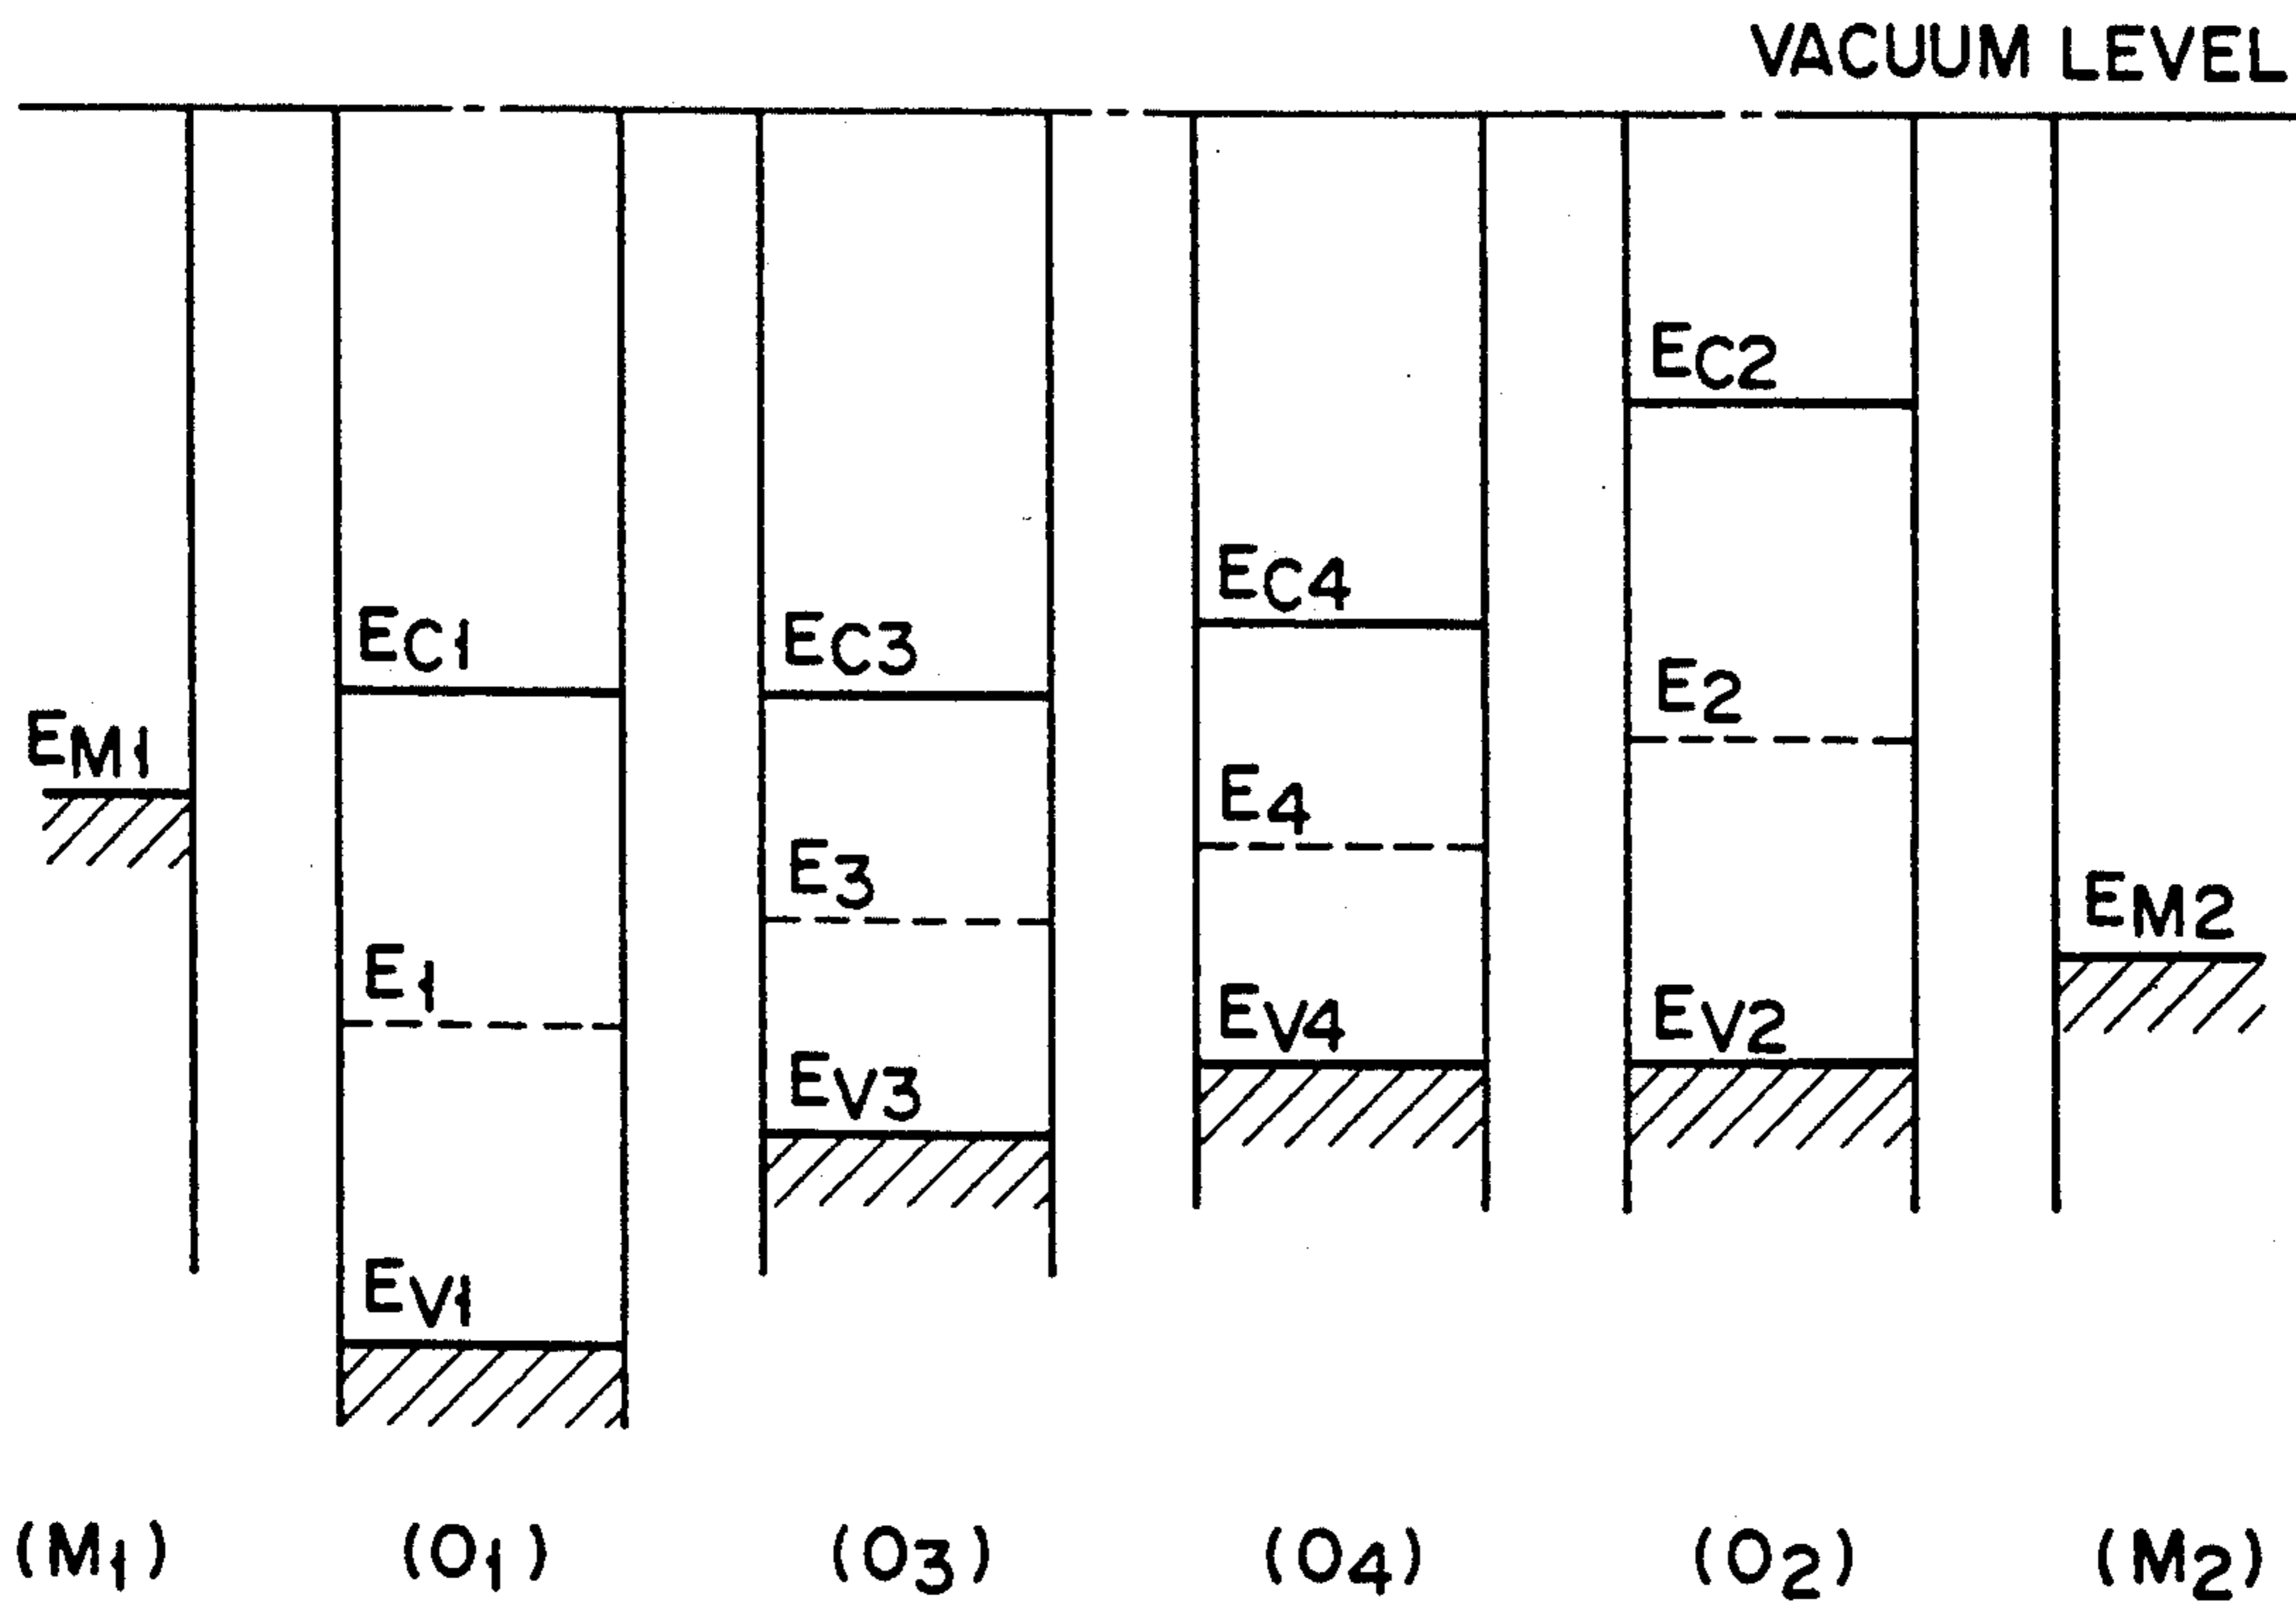 VACUUM LEVEL
EC2
EC4
EC1
EC3
E2
EM1
E4
E3
EM2
E1
EV4
EV2
EV3
EV1
(M1) (O1) (O3) (O4) (O2) (M2)